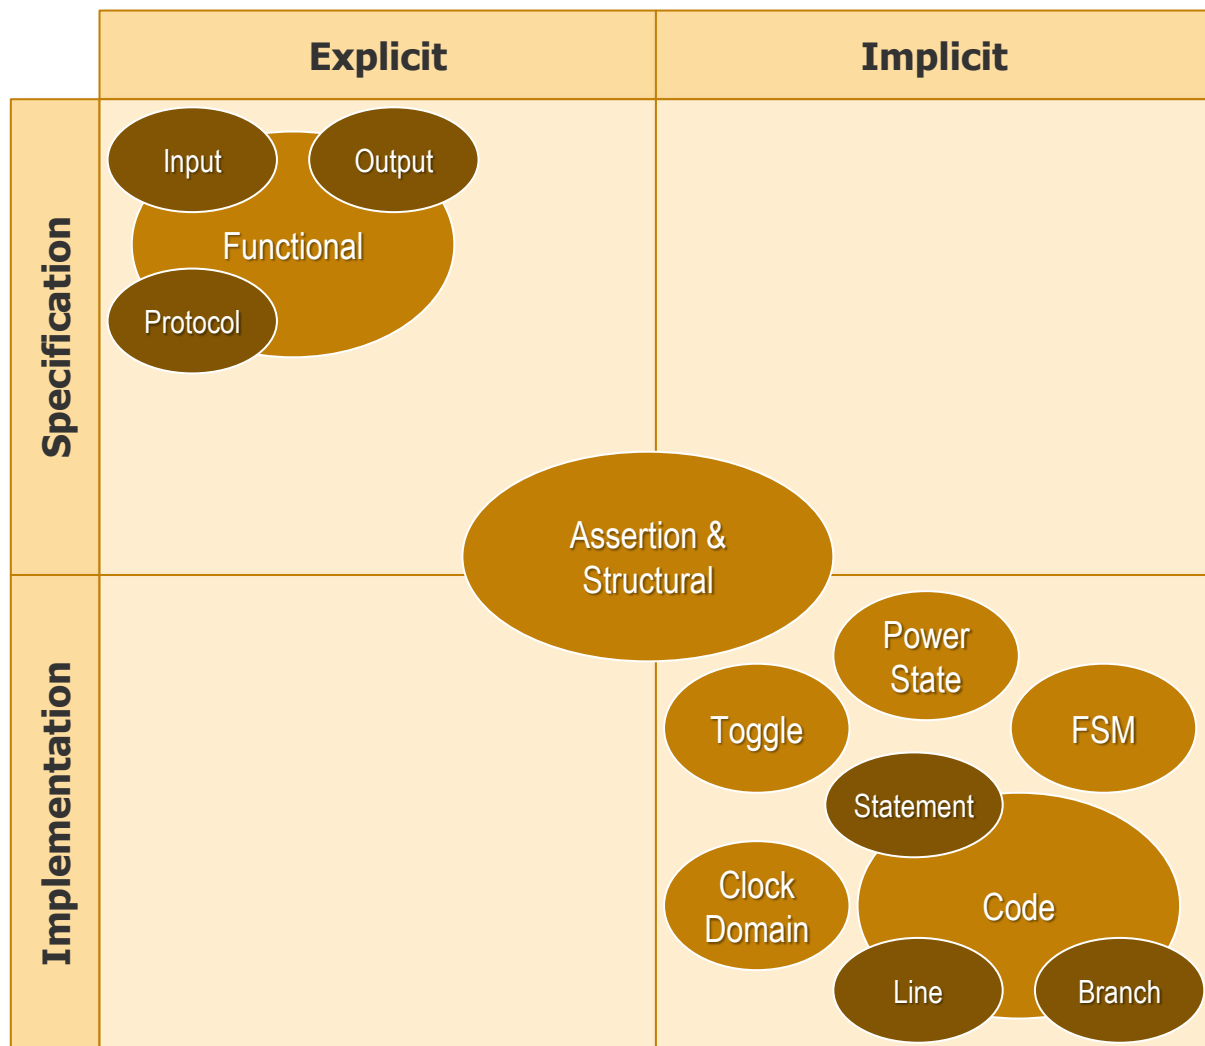 Explicit
Implicit
Specification
Input
Output
Functional
Protocol
Assertion &
Structural
Implementation
Power
State
Toggle
FSM
Statement
Clock
Domain
Code
Line
Branch